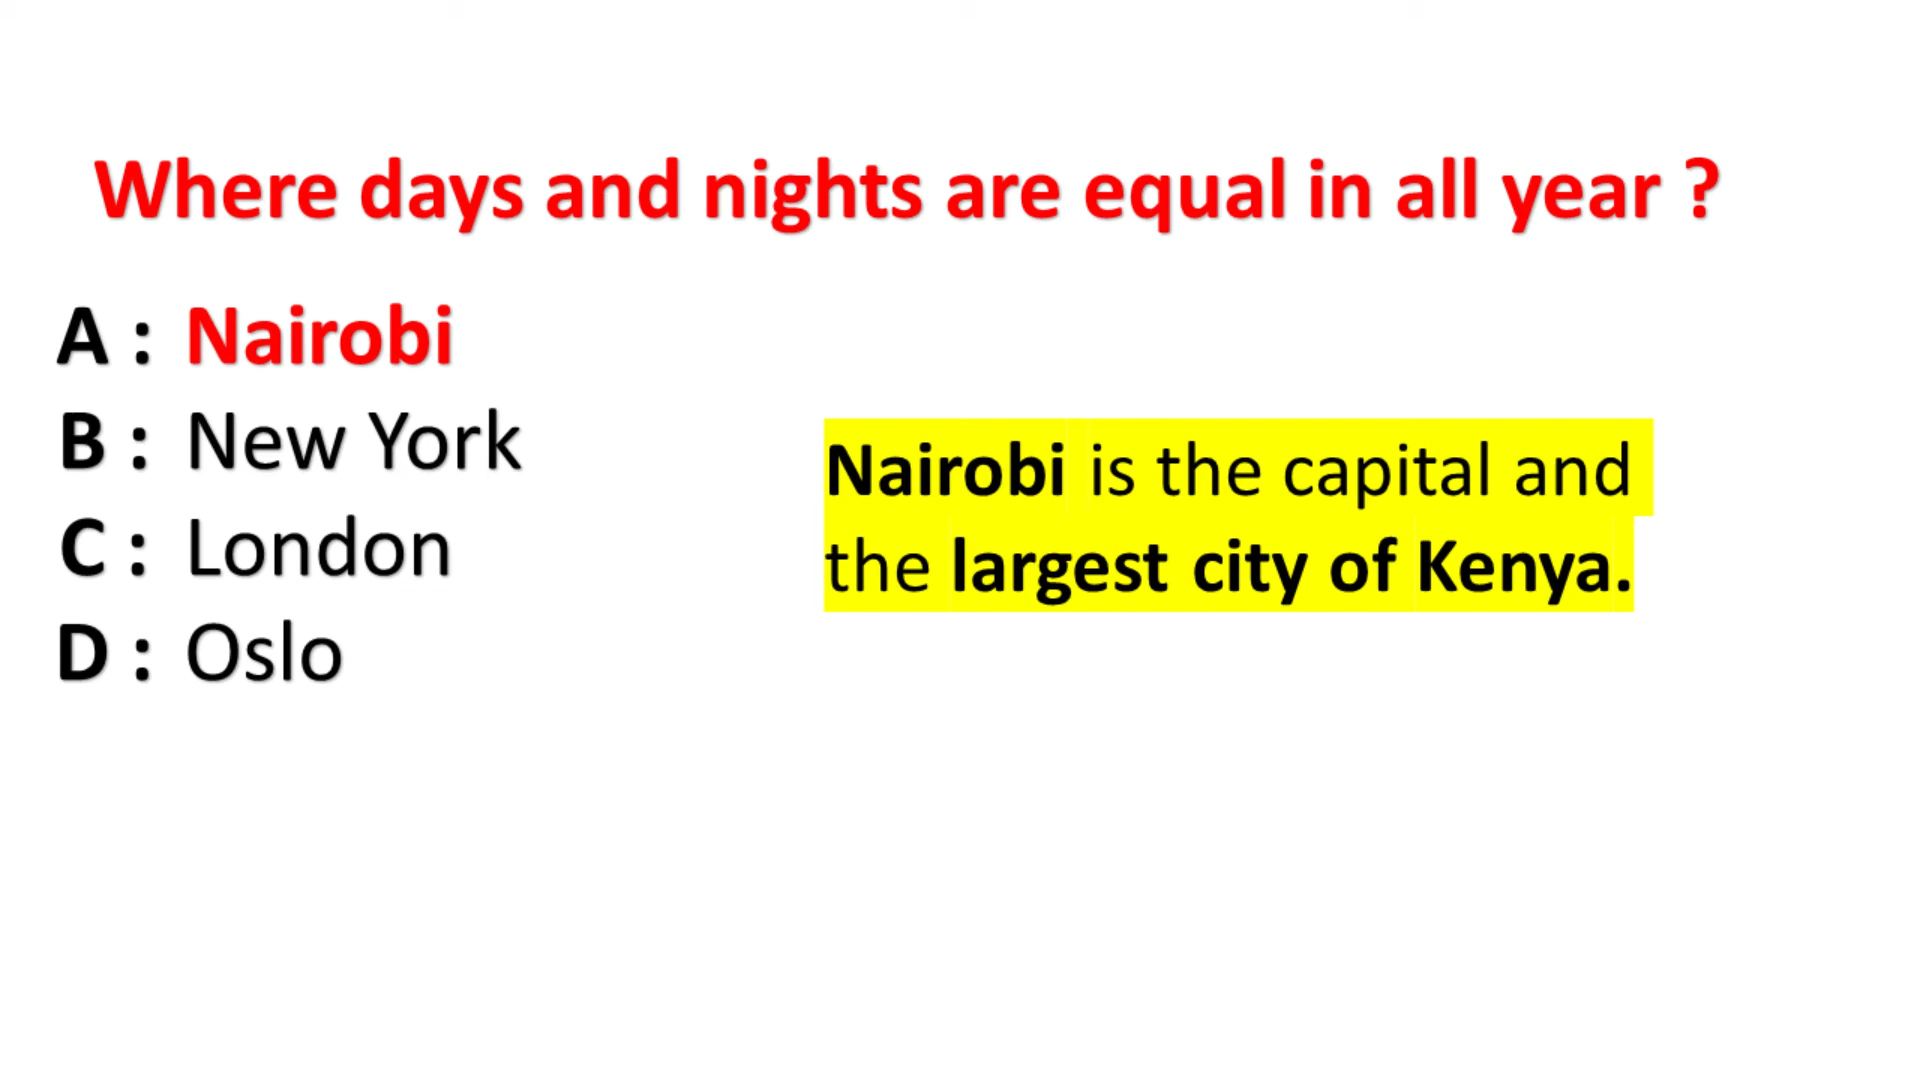 Where days and nights are equal in all year ?
A : Nairobi
B : New York
C : London
D : Oslo
Nairobi is the capital and
the largest city of Kenya.